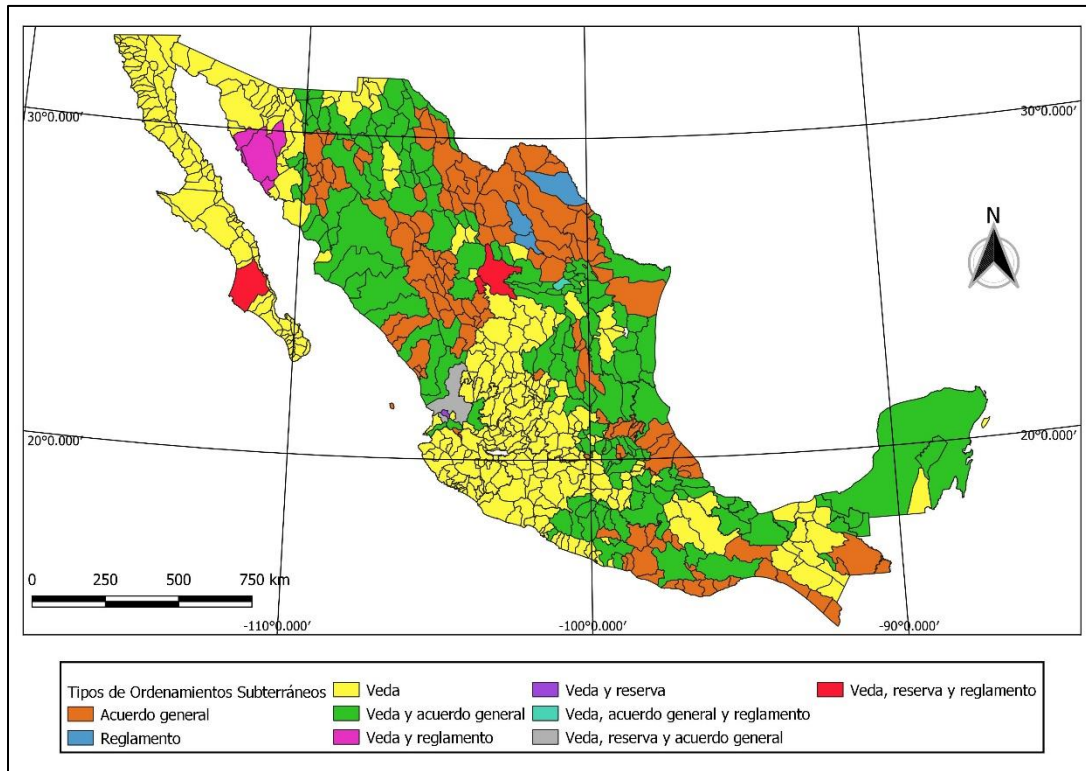 30°0.000'
30°0.000'
N
20°0.000'
20°0.000'
0 250 500 750 km
-110°0.000'
-100°0.000'
-90°0.000'
Tipos de Ordenamientos Subterráneos
Acuerdo general
Reglamento
Veda
Veda y acuerdo general
Veda y reglamento
Veda y reserva
Veda, acuerdo general y reglamento
Veda, reserva y acuerdo general
Veda, reserva y reglamento